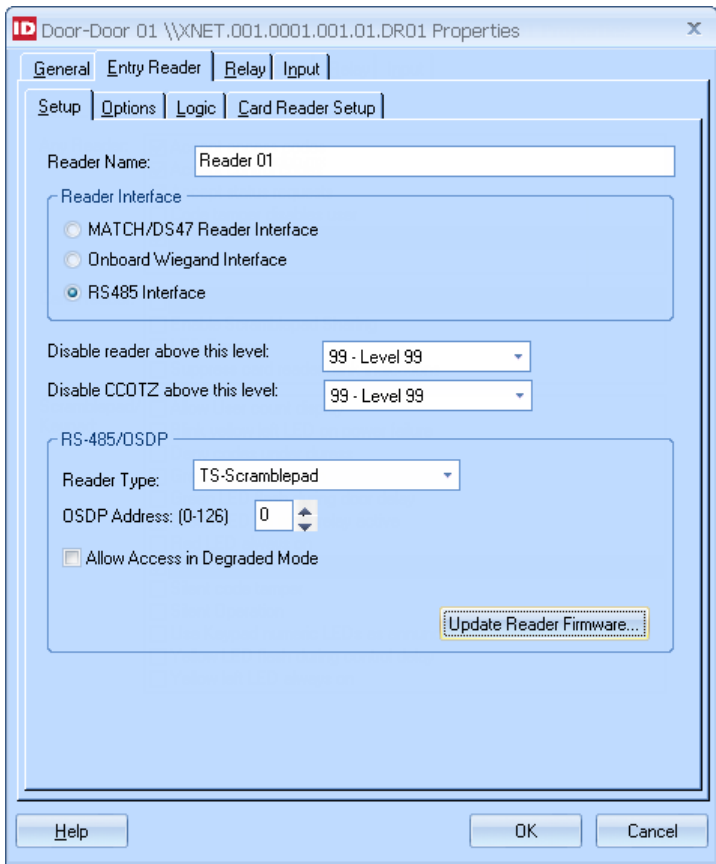 ID Door-Door 01 \\XNET.001.0001.001.01.DR01 Properties x
General Entry Reader Relay Input
Setup Options Logic Card Reader Setup
Reader Name: Reader 01
Reader Interface
MATCH/DS47 Reader Interface
Onboard Wiegand Interface
RS485 Interface
Disable reader above this level: 99 - Level 99
Disable CCOTZ above this level: 99 - Level 99
RS-485/OSDP
Reader Type: TS-Scramblepad
OSDP Address: (0-126) 0
Allow Access in Degraded Mode
Update Reader Firmware...
Help OK Cancel